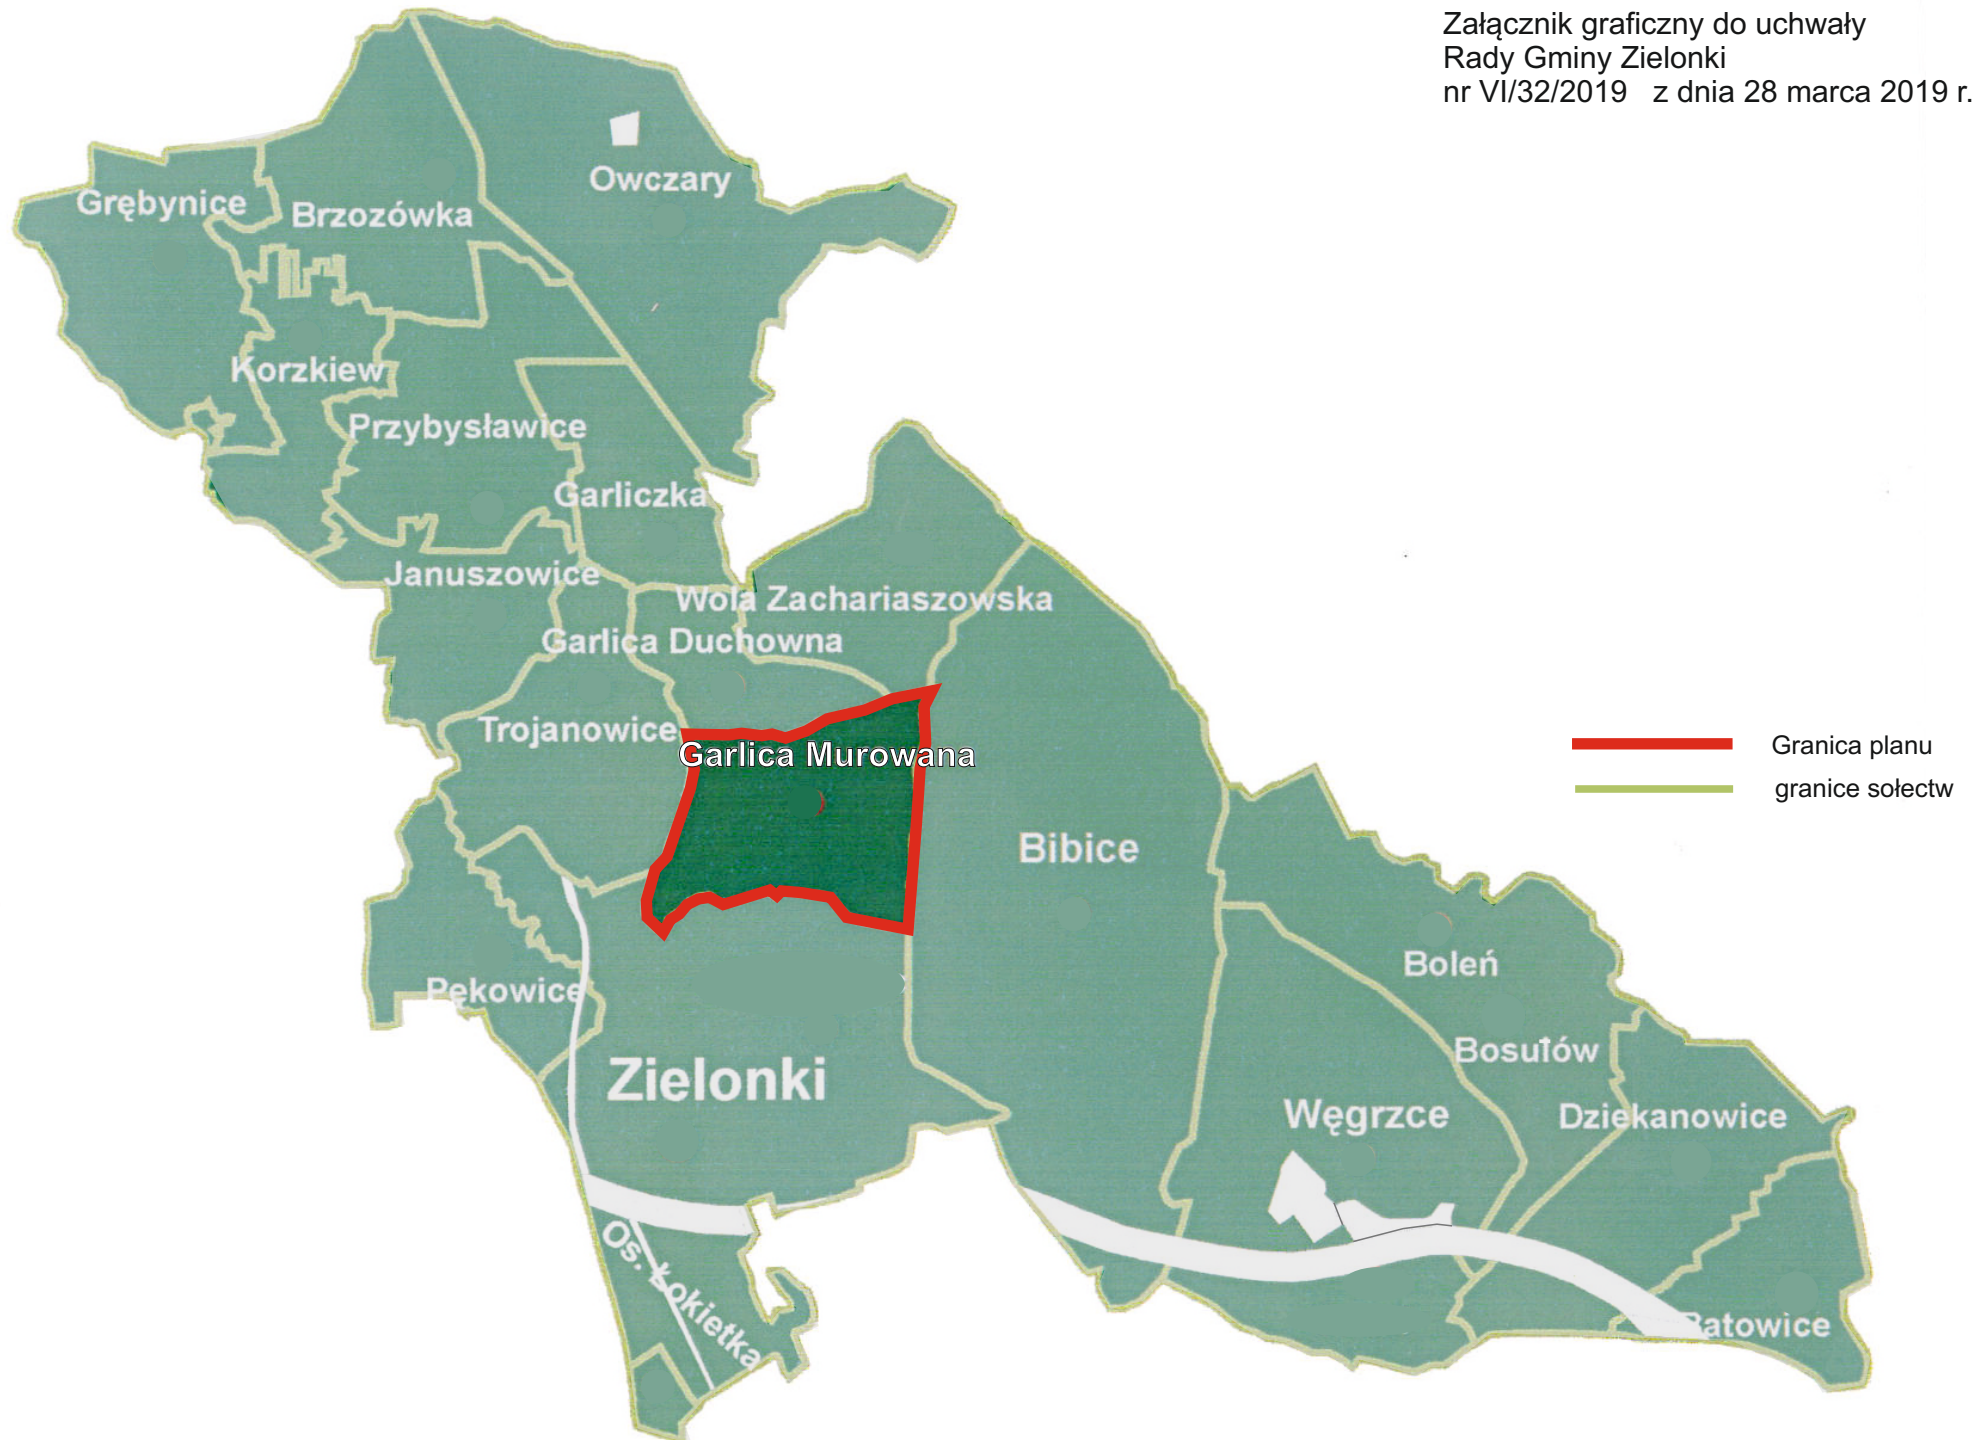 Załącznik graficzny do uchwały
Rady Gminy Zielonki
nr VI/32/2019 z dnia 28 marca 2019 r.
Owczary
Grębynice
Brzozówka
Korzkiew
Przybysławice
Garliczka
Januszowice
Wola Zachariaszowska
Garlica Duchowna
Trojanowice
Garlica Murowana
Granica planu
granice sołectw
Bibice
Boleń
Pękowice
Bosutów
Zielonki
Węgrzce
Dziekanowice
Os. Łokietka
Batowice